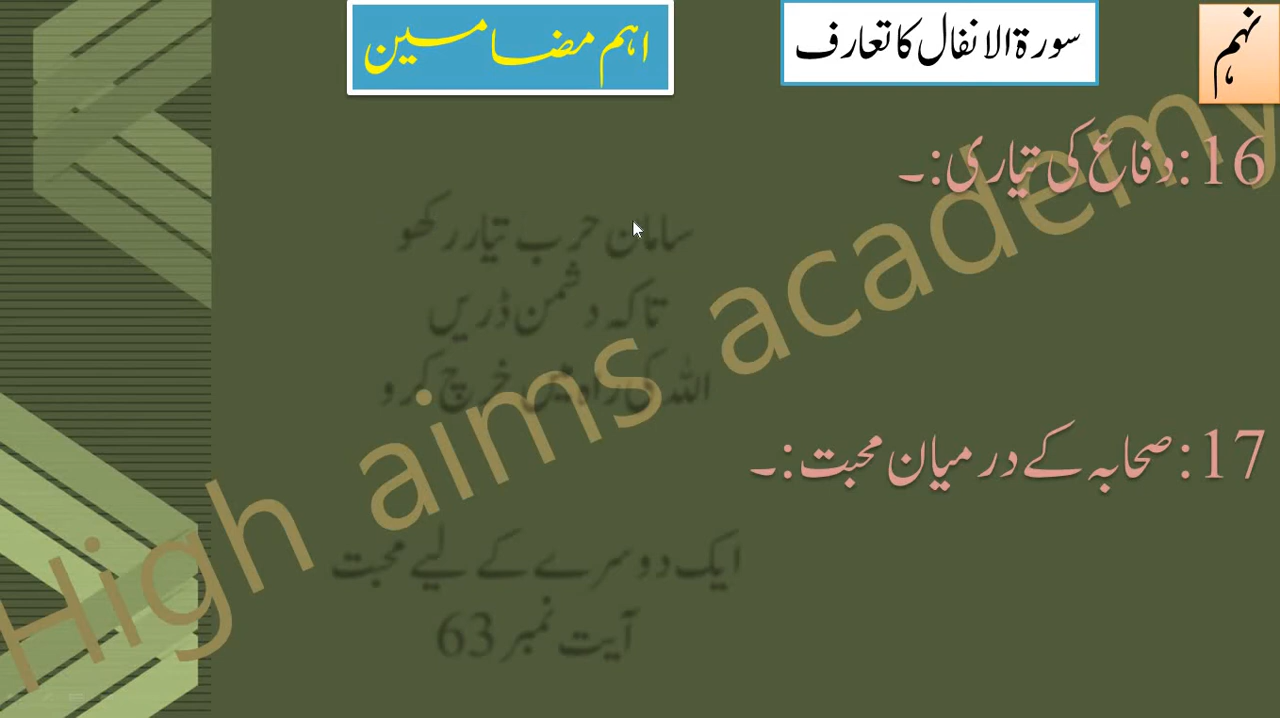 نہم
سورۃ الانفال کا تعارف
اہم مضامین
16:دفاع کی تیاری:۔
سامان حرب تیار رکھو
تاکہ دشمن ڈریں
اللہ کی راہ میں خرچ کرو
17:صحابہ کے درمیان محبت:۔
ایک دوسرے کے لیے محبت
آیت نمبر 63
High aims academy